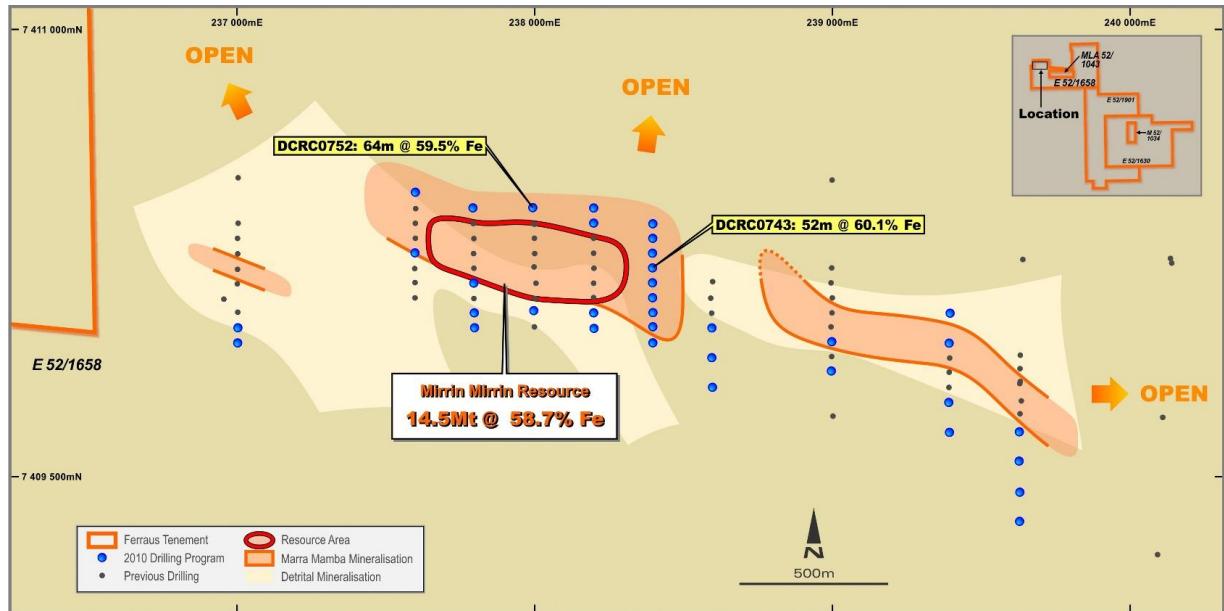 237 000mE
238 000mE
239 000mE
240 000mE
7 411 000mN
OPEN
OPEN
MLA 52/
1043
E 52/1658
E 52/1901
Location
M 52/
1034
E 52/1630
DCRC0752: 64m @ 59.5% Fe
DCRC0743: 52m @ 60.1% Fe
E 52/1658
Mirrin Mirrin Resource
14.5Mt @ 58.7% Fe
OPEN
7 409 500mN
Ferraus Tenement
Resource Area
2010 Drilling Program
Marra Mamba Mineralisation
Previous Drilling
Detrital Mineralisation
N
500m